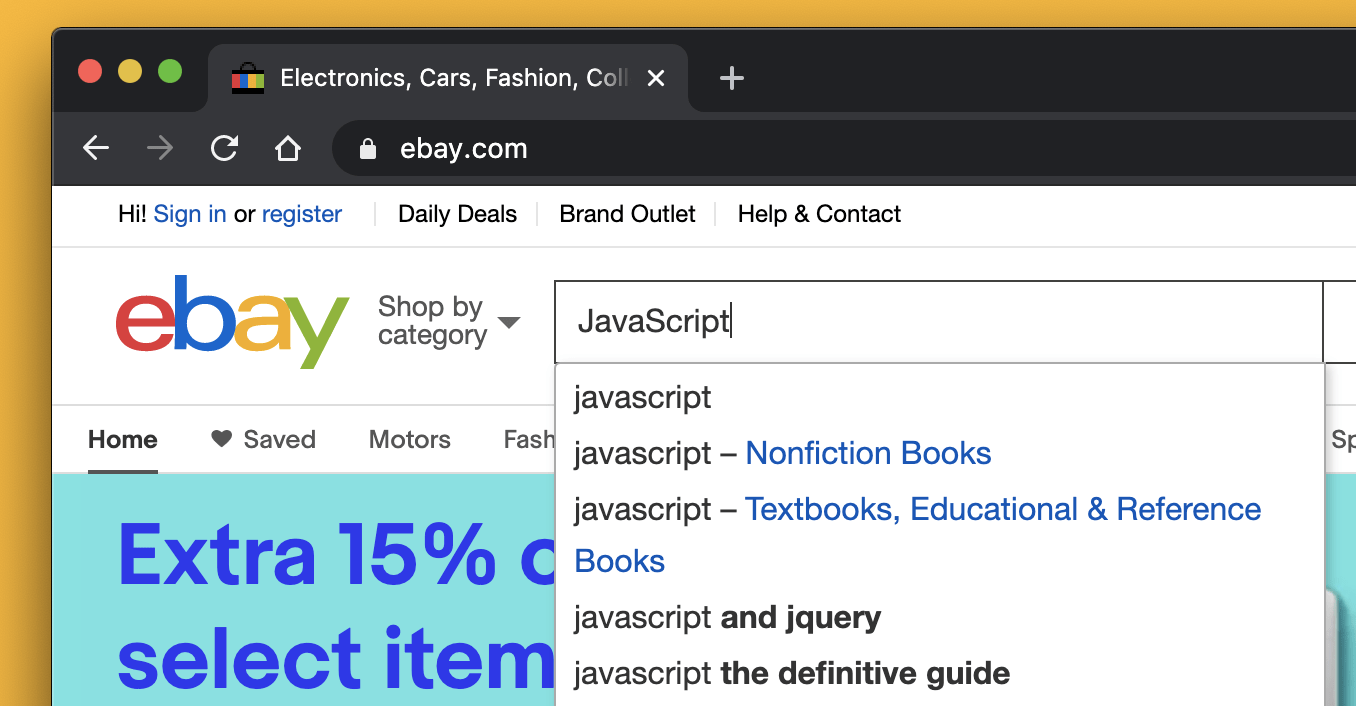 Electronics, Cars, Fashion, Coll
ebay.com
Hi! Sign in or register Daily Deals Brand Outlet Help & Contact
ebay
Shop by
category
JavaScript
javascript
javascript – Nonfiction Books
javascript – Textbooks, Educational & Reference
Books
javascript and jquery
javascript the definitive guide
Home Saved Motors Fash Sp
Extra 15% o
select item